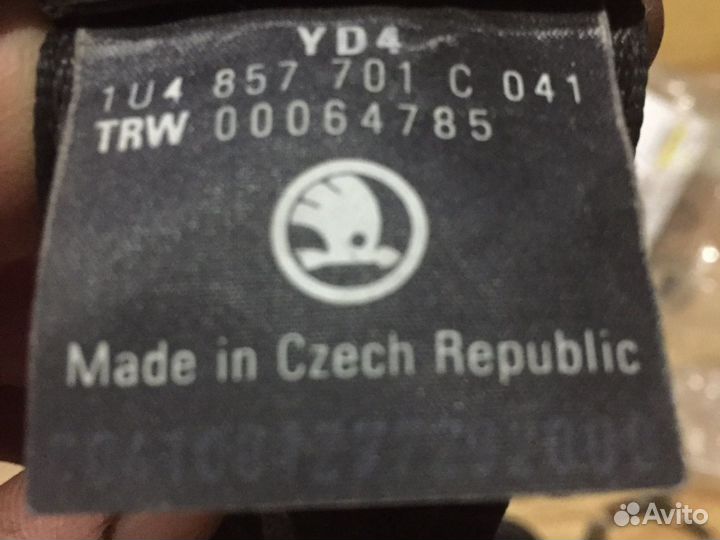 YD4
1U4 857 701 C 041
TRW 00064785
Made in Czech Republic
Avito